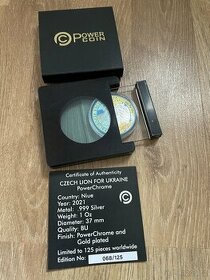 POWER
COIN
Certificate of Authenticity
CZECH LION FOR UKRAINE
PowerChrome
Country: Niue
Year: 2021
Metal: .999 Silver
Weight: 1 Oz
Diameter: 37 mm
Quality: BU
Finish: PowerChrome and
Gold plated
Limited to 125 pieces worldwide
Edition No: 068/125